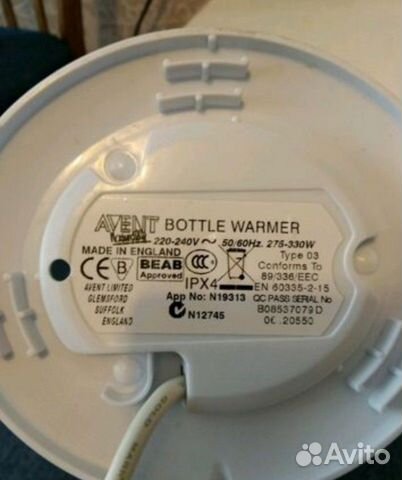 AVENT BOTTLE WARMER
220-240V ~ 50/60Hz. 275-330W
MADE IN ENGLAND
Type 03
Conforms To
89/336/EEC
EN 60335-2-15
CE B BEAB Approved CCC
IPX4
App No: N19313
N12745
AVENT LIMITED
GLEMSFORD
SUFFOLK
ENGLAND
QC PASS SERIAL No
B08537079D
20550
Avito